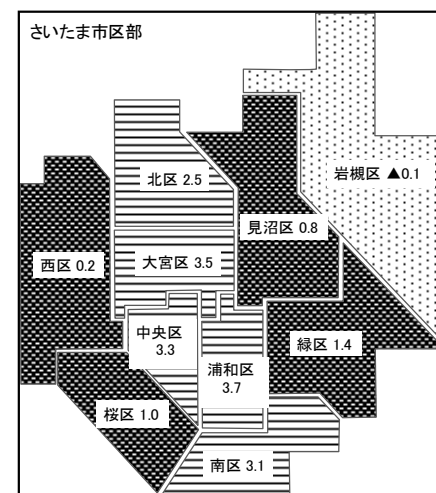 さいたま市区部
北区 2.5
岩槻区 ▲0.1
見沼区 0.8
西区 0.2
大宮区 3.5
中央区
3.3
緑区 1.4
浦和区
3.7
桜区 1.0
南区 3.1